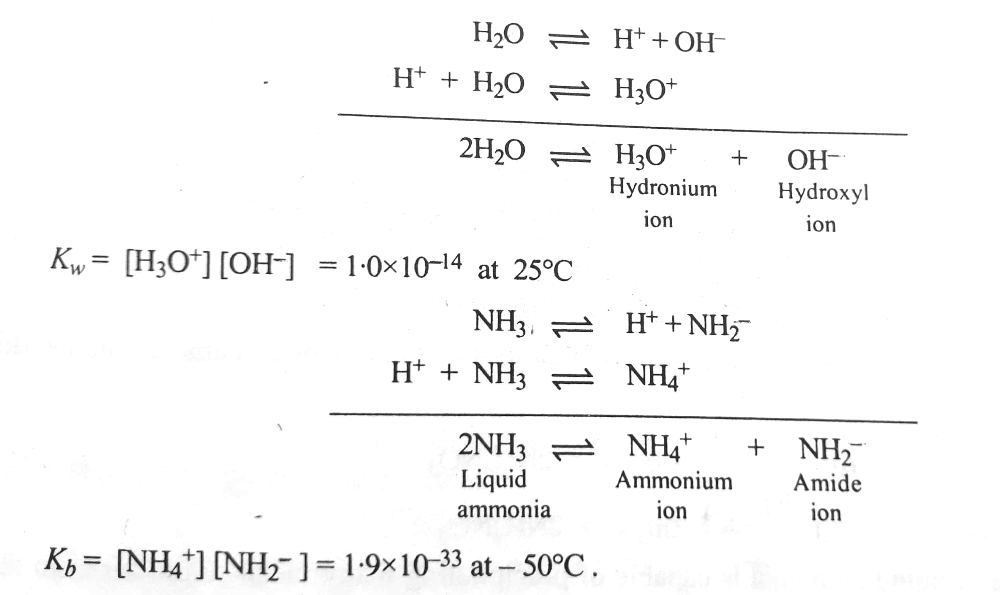 H₂O ⇌ H⁺ + OH⁻
H⁺ + H₂O ⇌ H₃O⁺
2H₂O ⇌ H₃O⁺ + OH⁻
Hydronium Hydroxyl
ion ion
K_w = [H₃O⁺] [OH⁻] = 1·0×10⁻¹⁴ at 25°C
NH₃ ⇌ H⁺ + NH₂⁻
H⁺ + NH₃ ⇌ NH₄⁺
2NH₃ ⇌ NH₄⁺ + NH₂⁻
Liquid Ammonium Amide
ammonia ion ion
K_b = [NH₄⁺] [NH₂⁻ ] = 1·9×10⁻³³ at – 50°C .